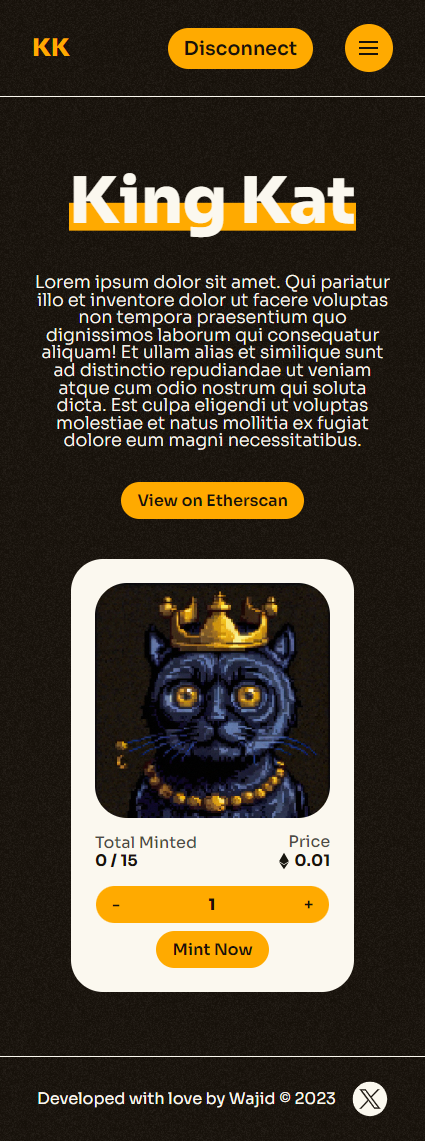 KK
Disconnect
King Kat
Lorem ipsum dolor sit amet. Qui pariatur
illo et inventore dolor ut facere voluptas
non tempora praesentium quo
dignissimos laborum qui consequatur
aliquam! Et ullam alias et similique sunt
ad distinctio repudiandae ut veniam
atque cum odio nostrum qui soluta
dicta. Est culpa eligendi ut voluptas
molestiae et natus mollitia ex fugiat
dolore eum magni necessitatibus.
View on Etherscan
Total Minted
Price
0 / 15
0.01
- 1 +
Mint Now
Developed with love by Wajid © 2023